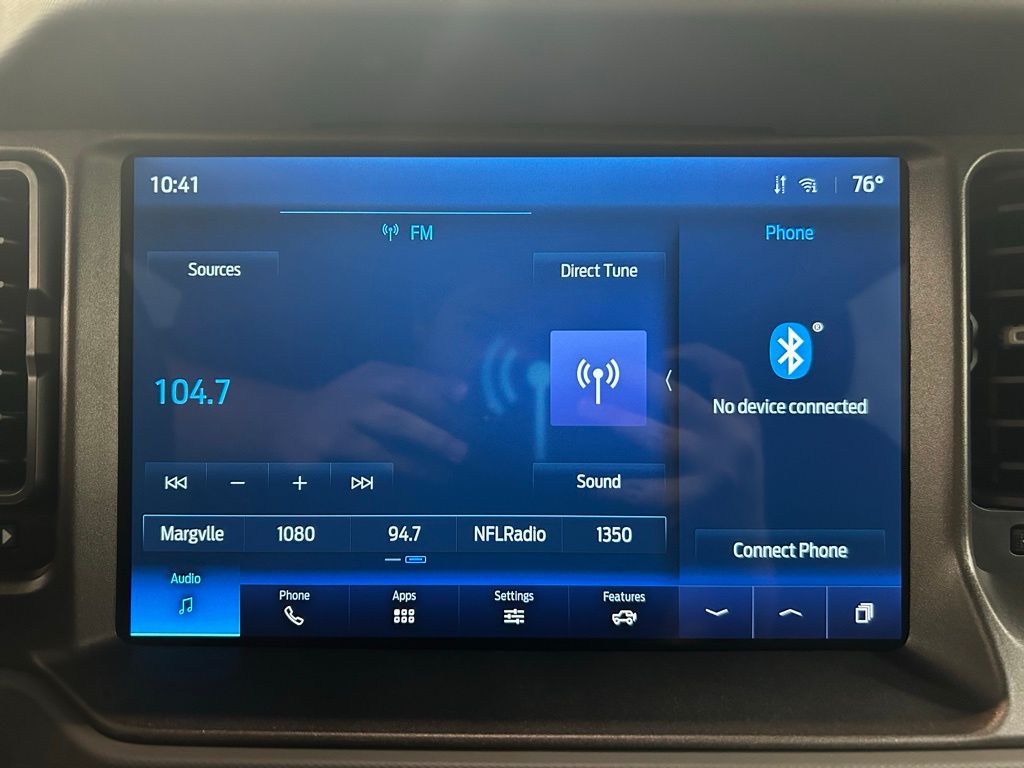 10:41
76°
FM
Phone
Sources
Direct Tune
104.7
No device connected
Sound
Margvlle 1080 94.7 NFLRadio 1350
Connect Phone
Audio
Phone Apps Settings Features